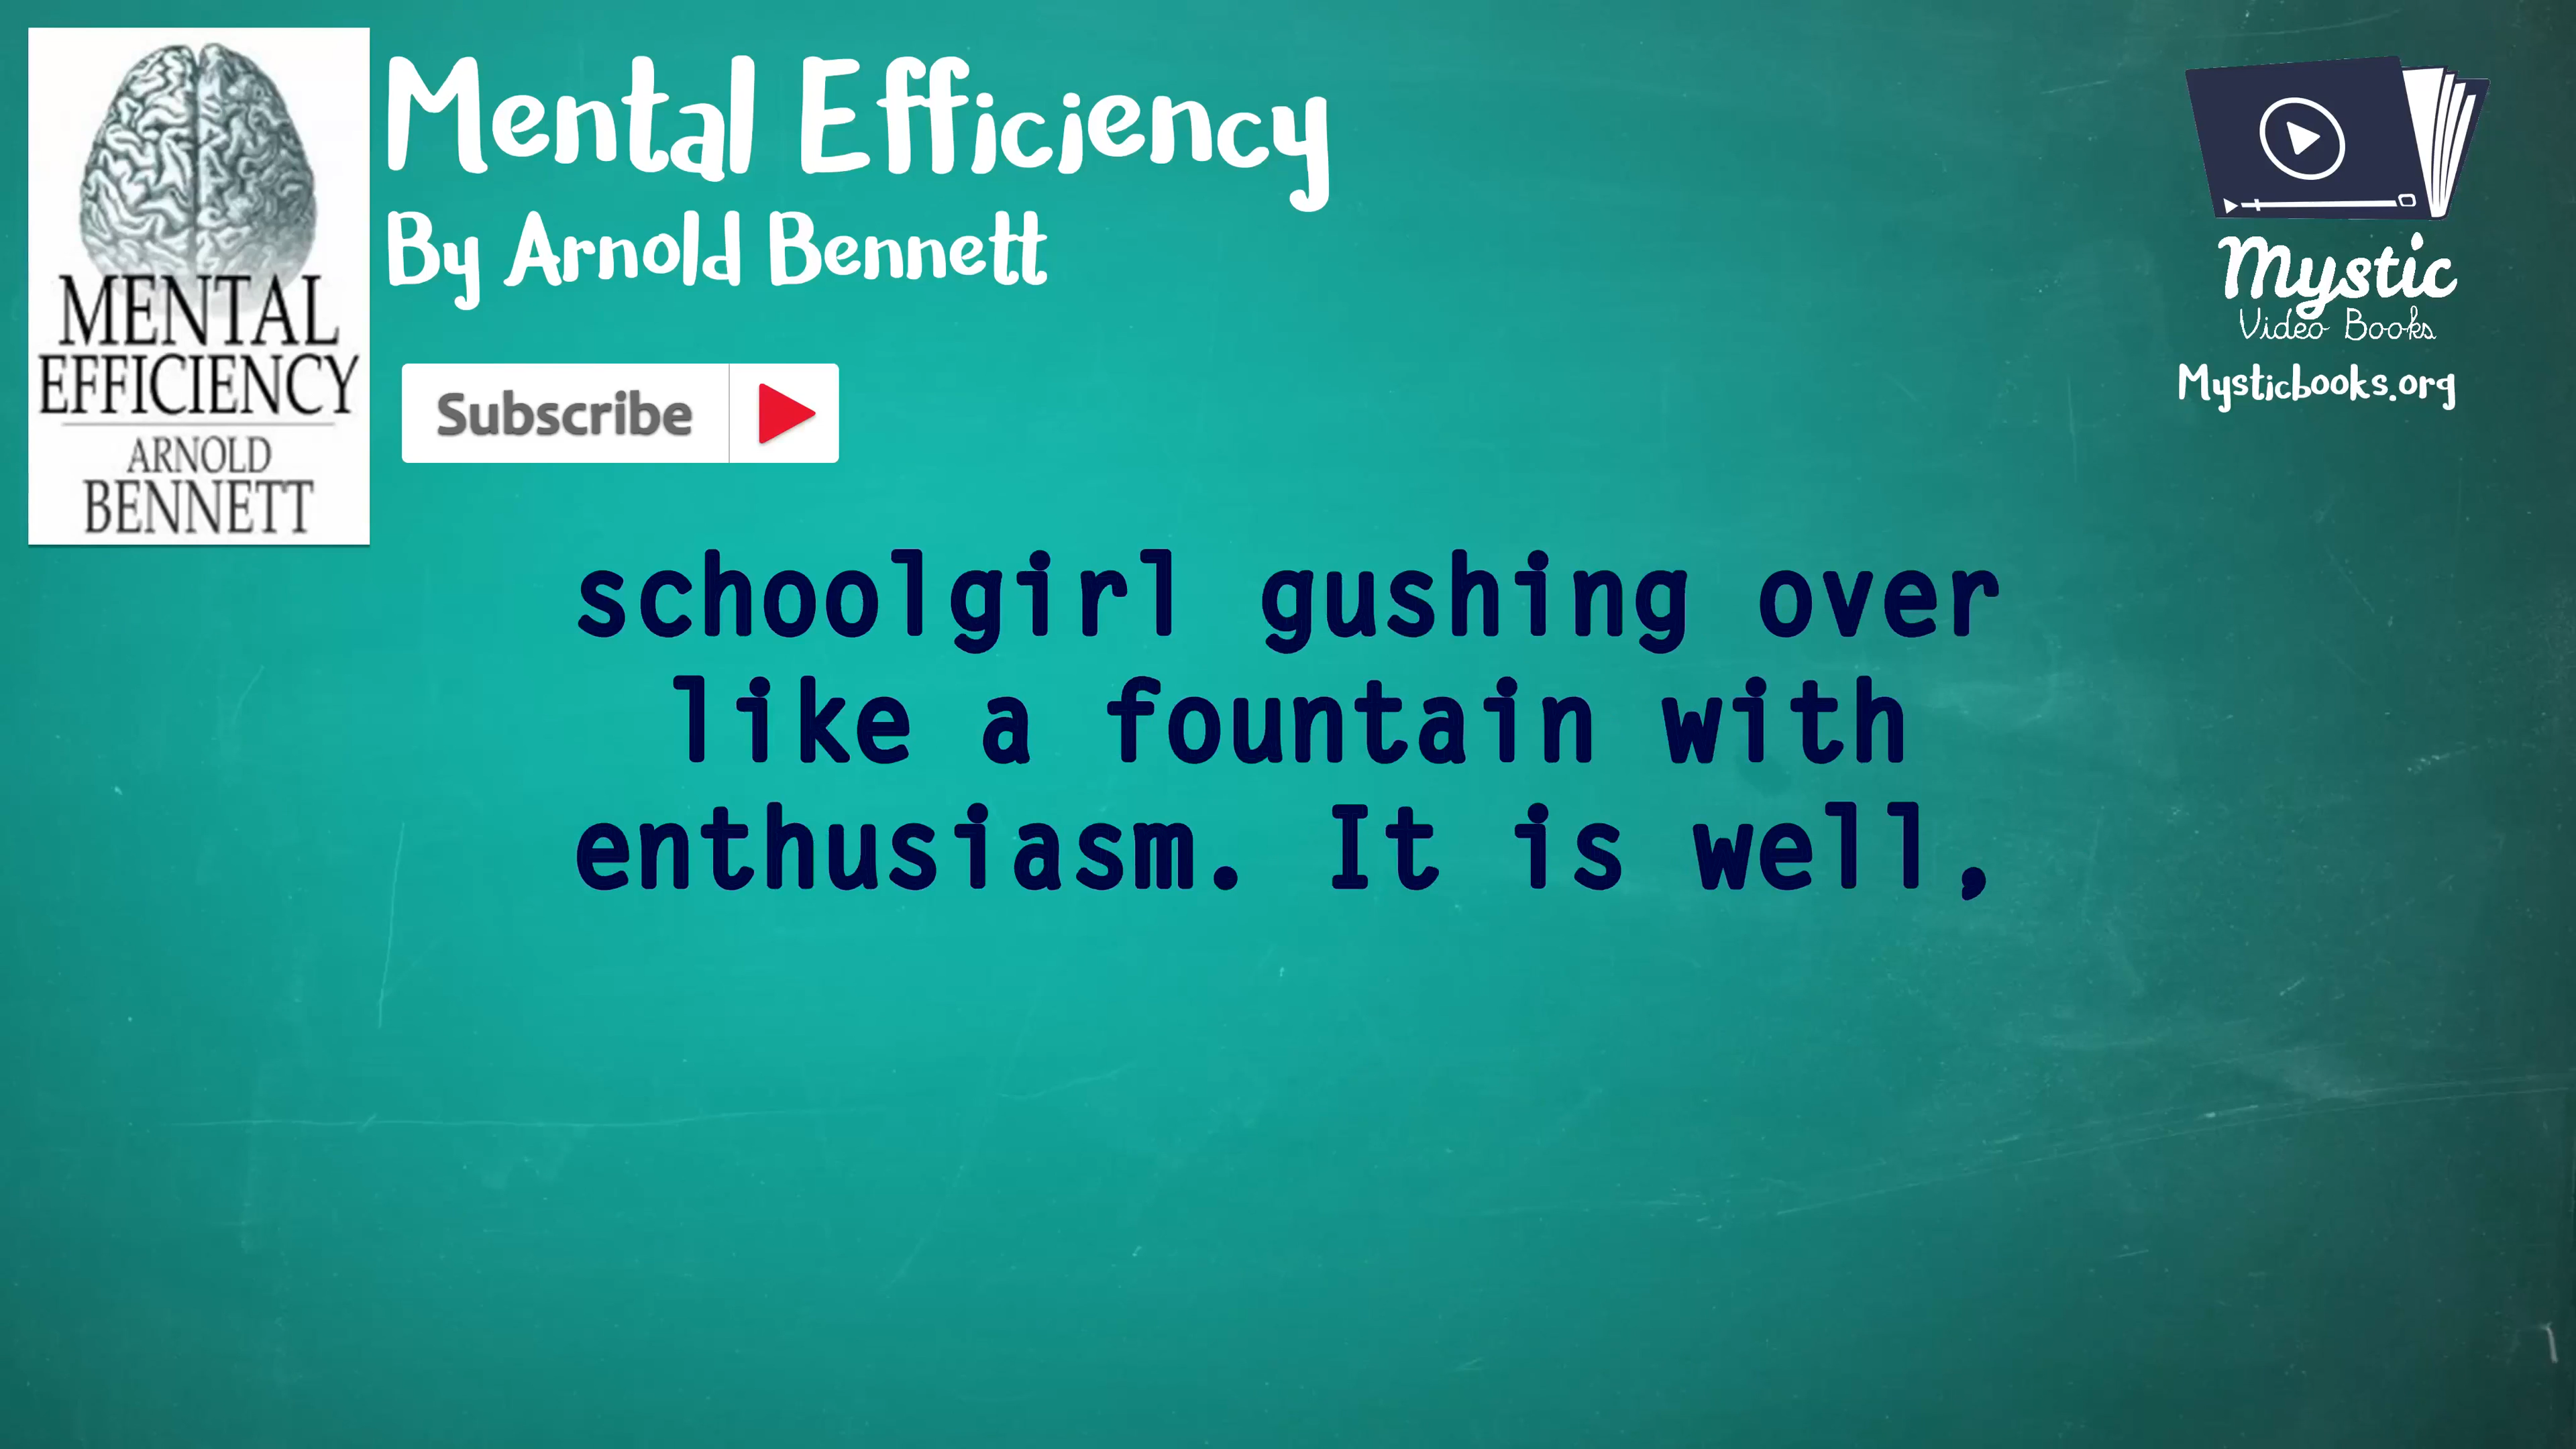 MENTAL
EFFICIENCY
ARNOLD
BENNETT
Mental Efficiency
By Arnold Bennett
Subscribe
Mystic
Video Books
Mysticbooks.org
schoolgirl gushing over
like a fountain with
enthusiasm. It is well,